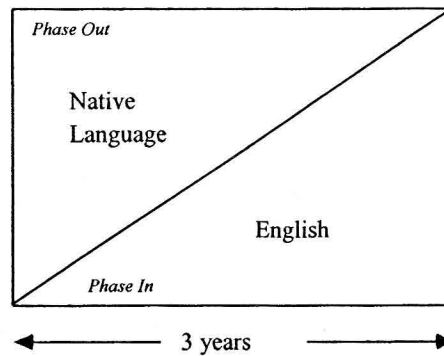 Phase Out
Native
Language
English
Phase In
3 years